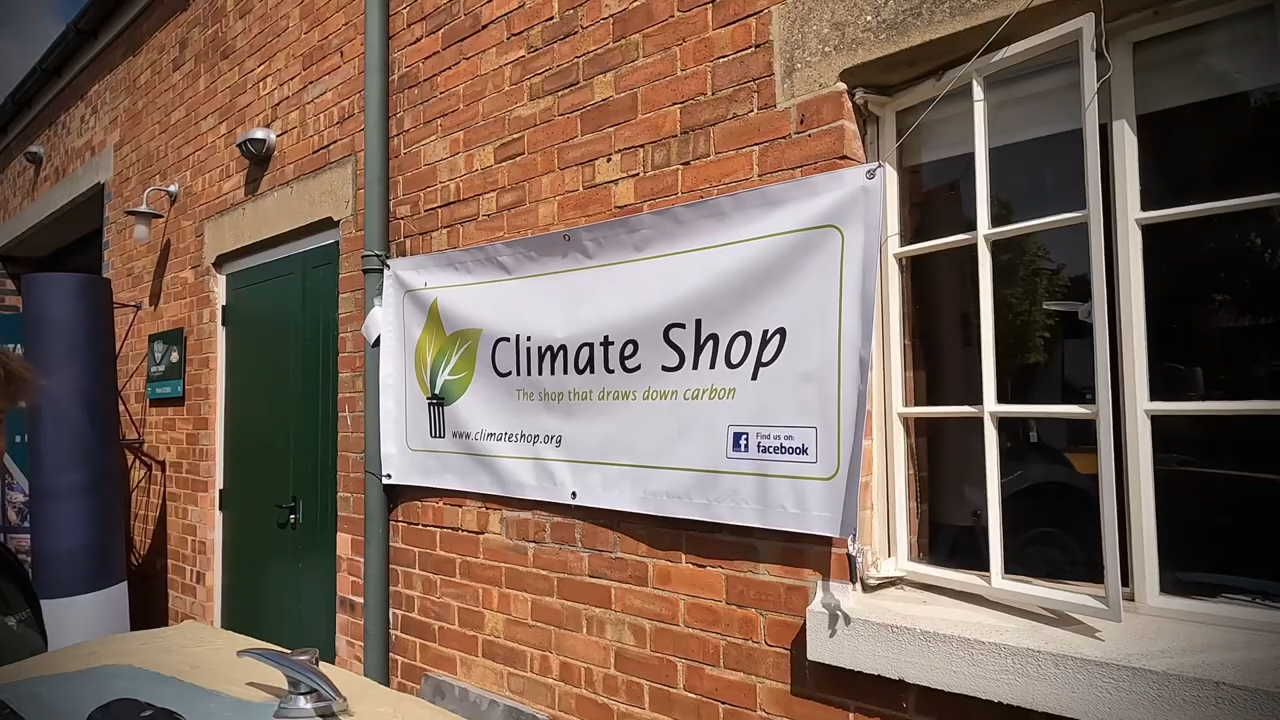 Climate Shop
The shop that draws down carbon
www.climateshop.org
Find us on:
facebook